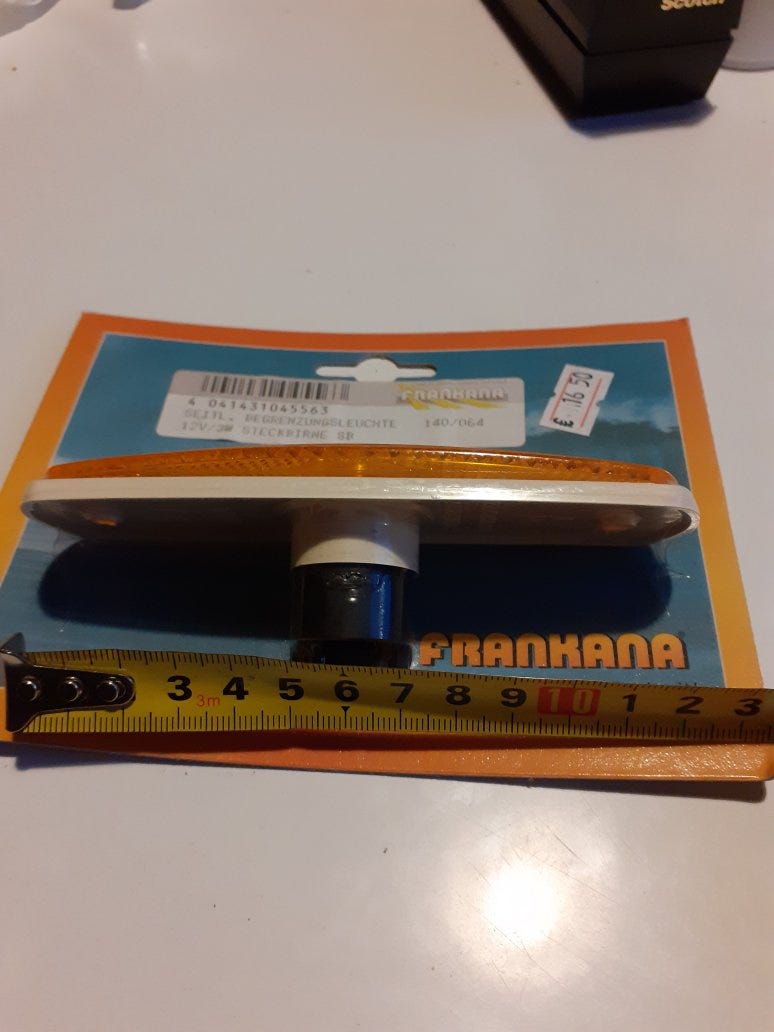 Scotch
4 041431045563
FRANKANA
SEITL. BEGRENZUNGSLEUCHTE 140/064
12V/3W STECKBIRNE SB
£ 16 50
FRANKANA
3 4 5 6 7 8 9 10 1 2 3
3m